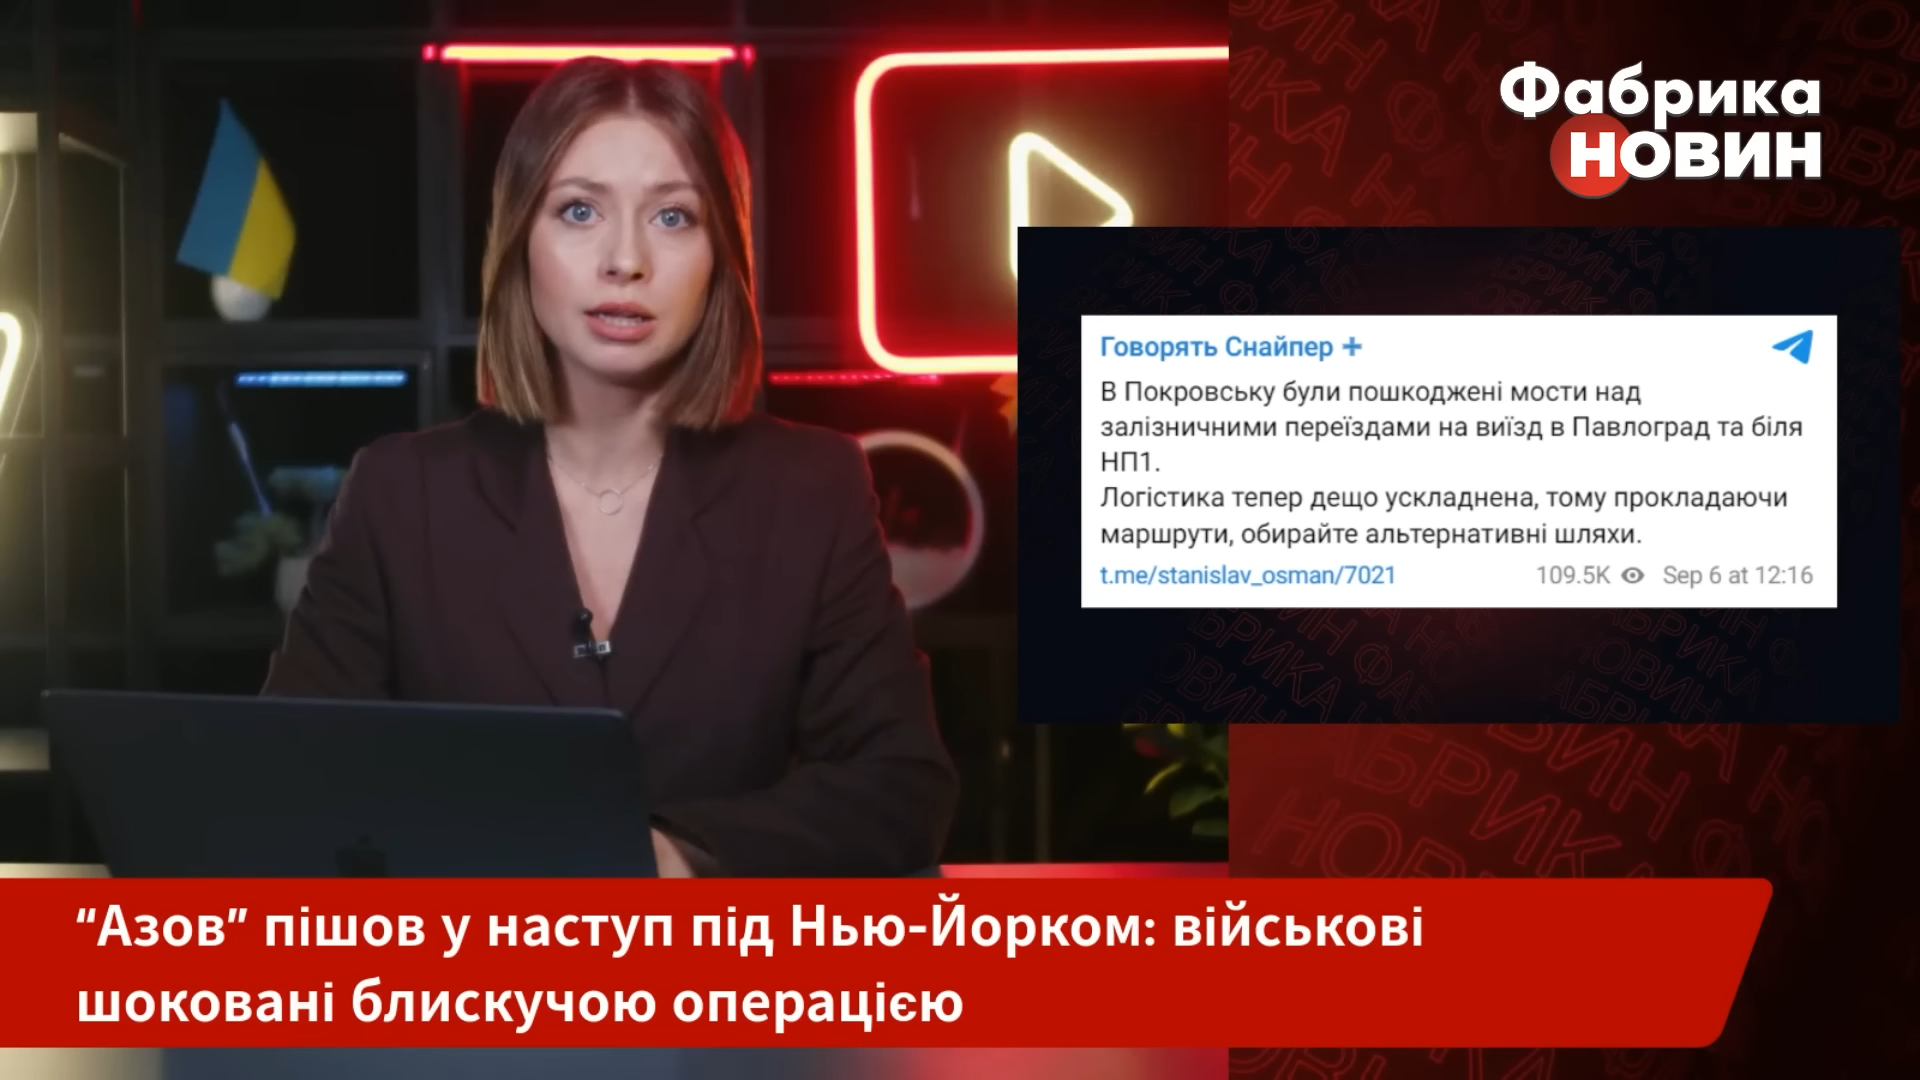 Фабрика
НОВИН
Говорять Снайпер +
В Покровську були пошкоджені мости над
залізничними переїздами на виїзд в Павлоград та біля
НП1.
Логістика тепер дещо ускладнена, тому прокладаючи
маршрути, обирайте альтернативні шляхи.
t.me/stanislav_osman/7021 109.5K Sep 6 at 12:16
“Азов” пішов у наступ під Нью-Йорком: військові
шоковані блискучою операцією